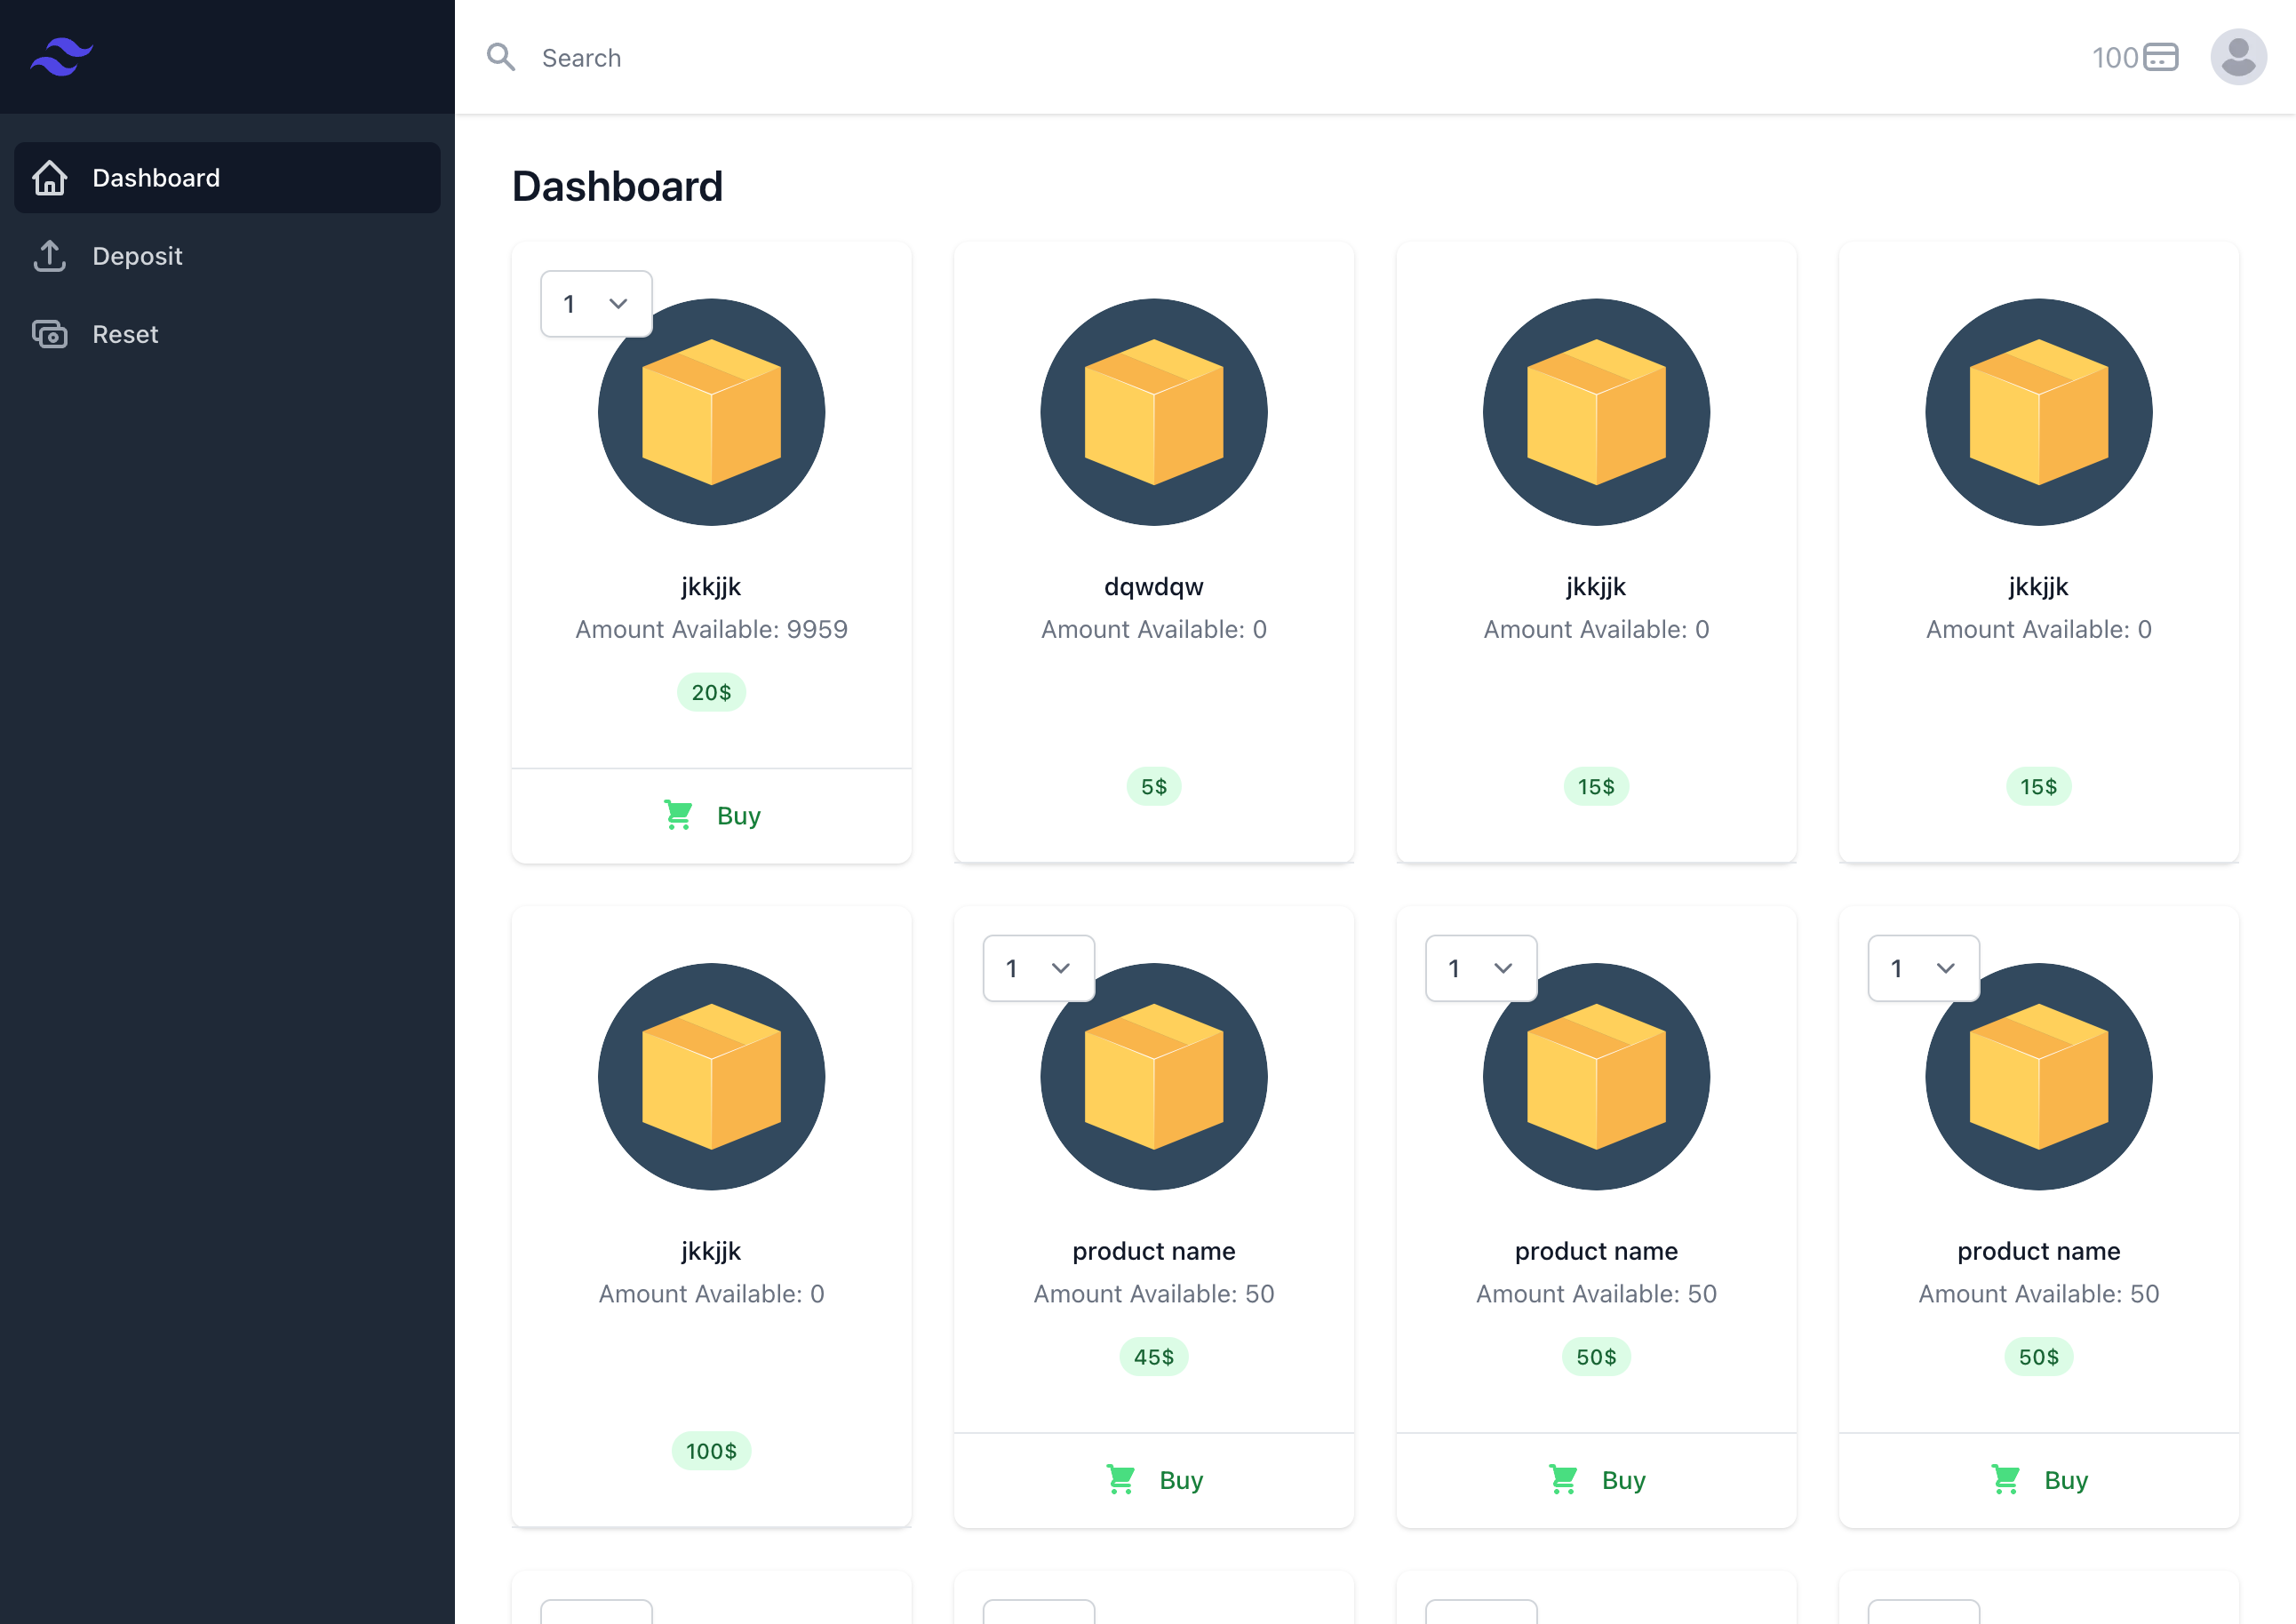 Search
100
Dashboard
Deposit
Reset
Dashboard
1
jkkjjk
Amount Available: 9959
20$
Buy
dqwdqw
Amount Available: 0
5$
jkkjjk
Amount Available: 0
15$
jkkjjk
Amount Available: 0
15$
jkkjjk
Amount Available: 0
100$
1
product name
Amount Available: 50
45$
Buy
1
product name
Amount Available: 50
50$
Buy
1
product name
Amount Available: 50
50$
Buy